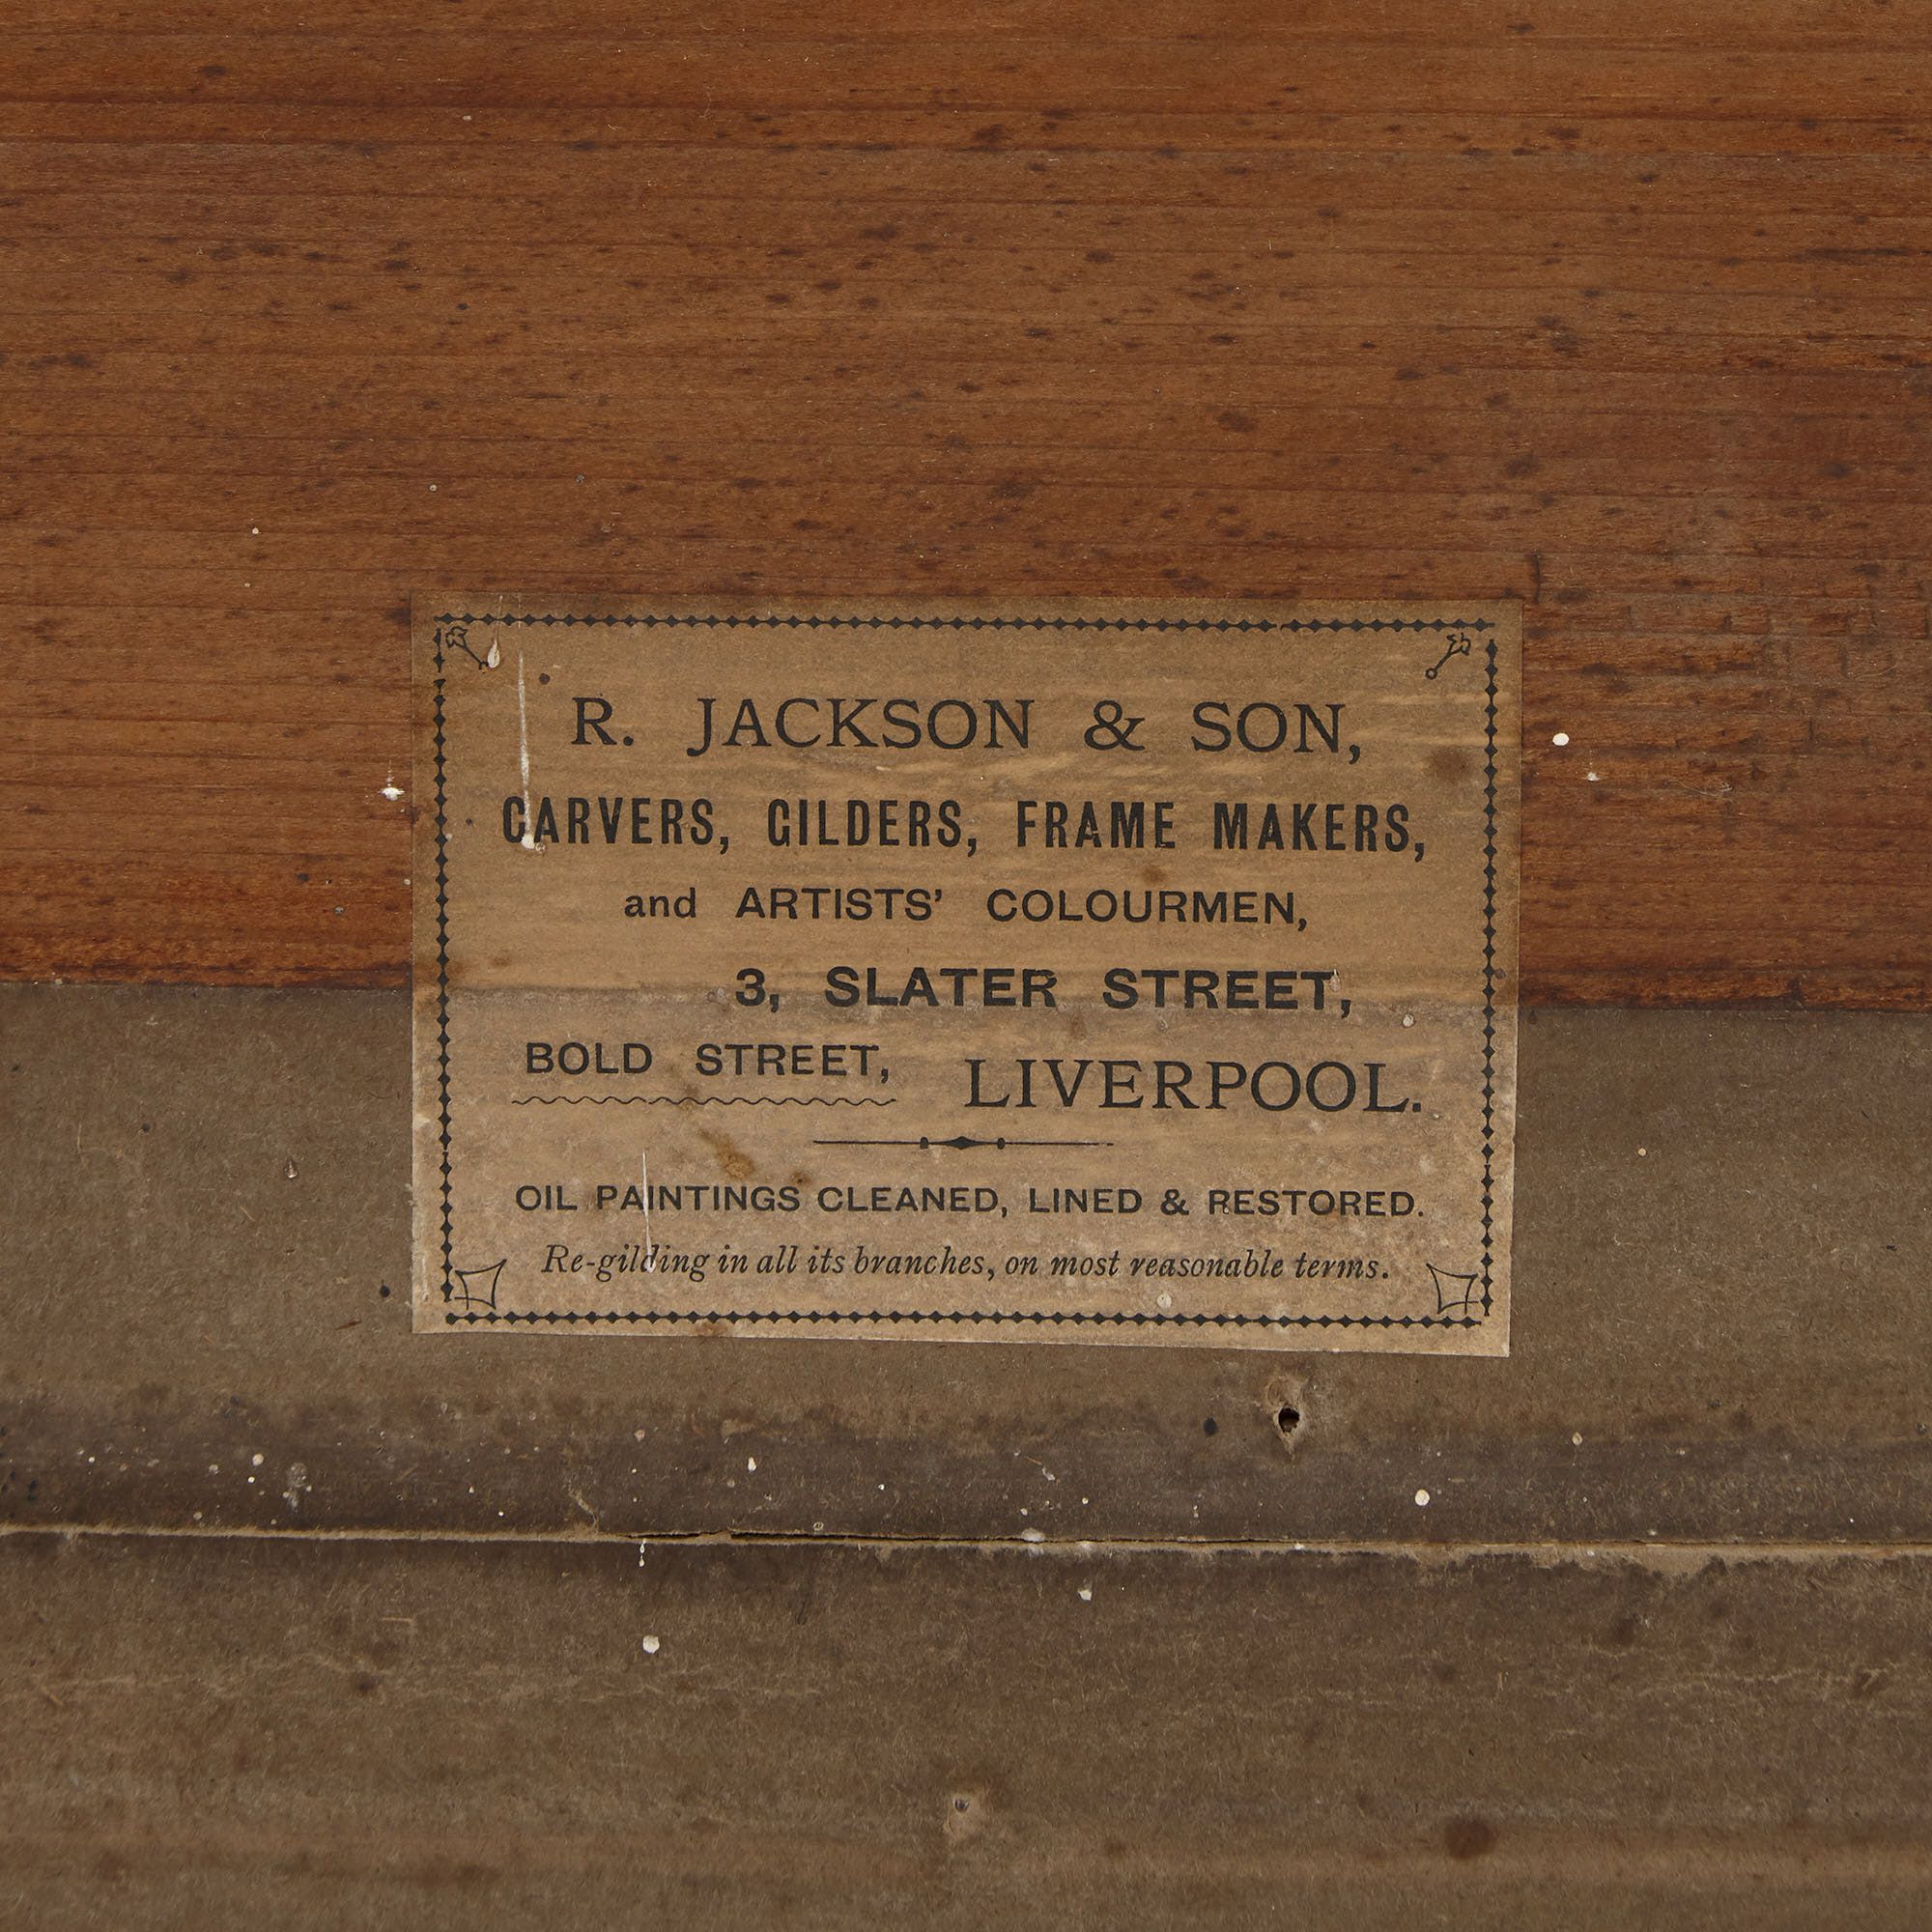 R. JACKSON & SON,
CARVERS, GILDERS, FRAME MAKERS,
and ARTISTS' COLOURMEN,
3, SLATER STREET,
BOLD STREET, LIVERPOOL.
OIL PAINTINGS CLEANED, LINED & RESTORED.
Re-gilding in all its branches, on most reasonable terms.